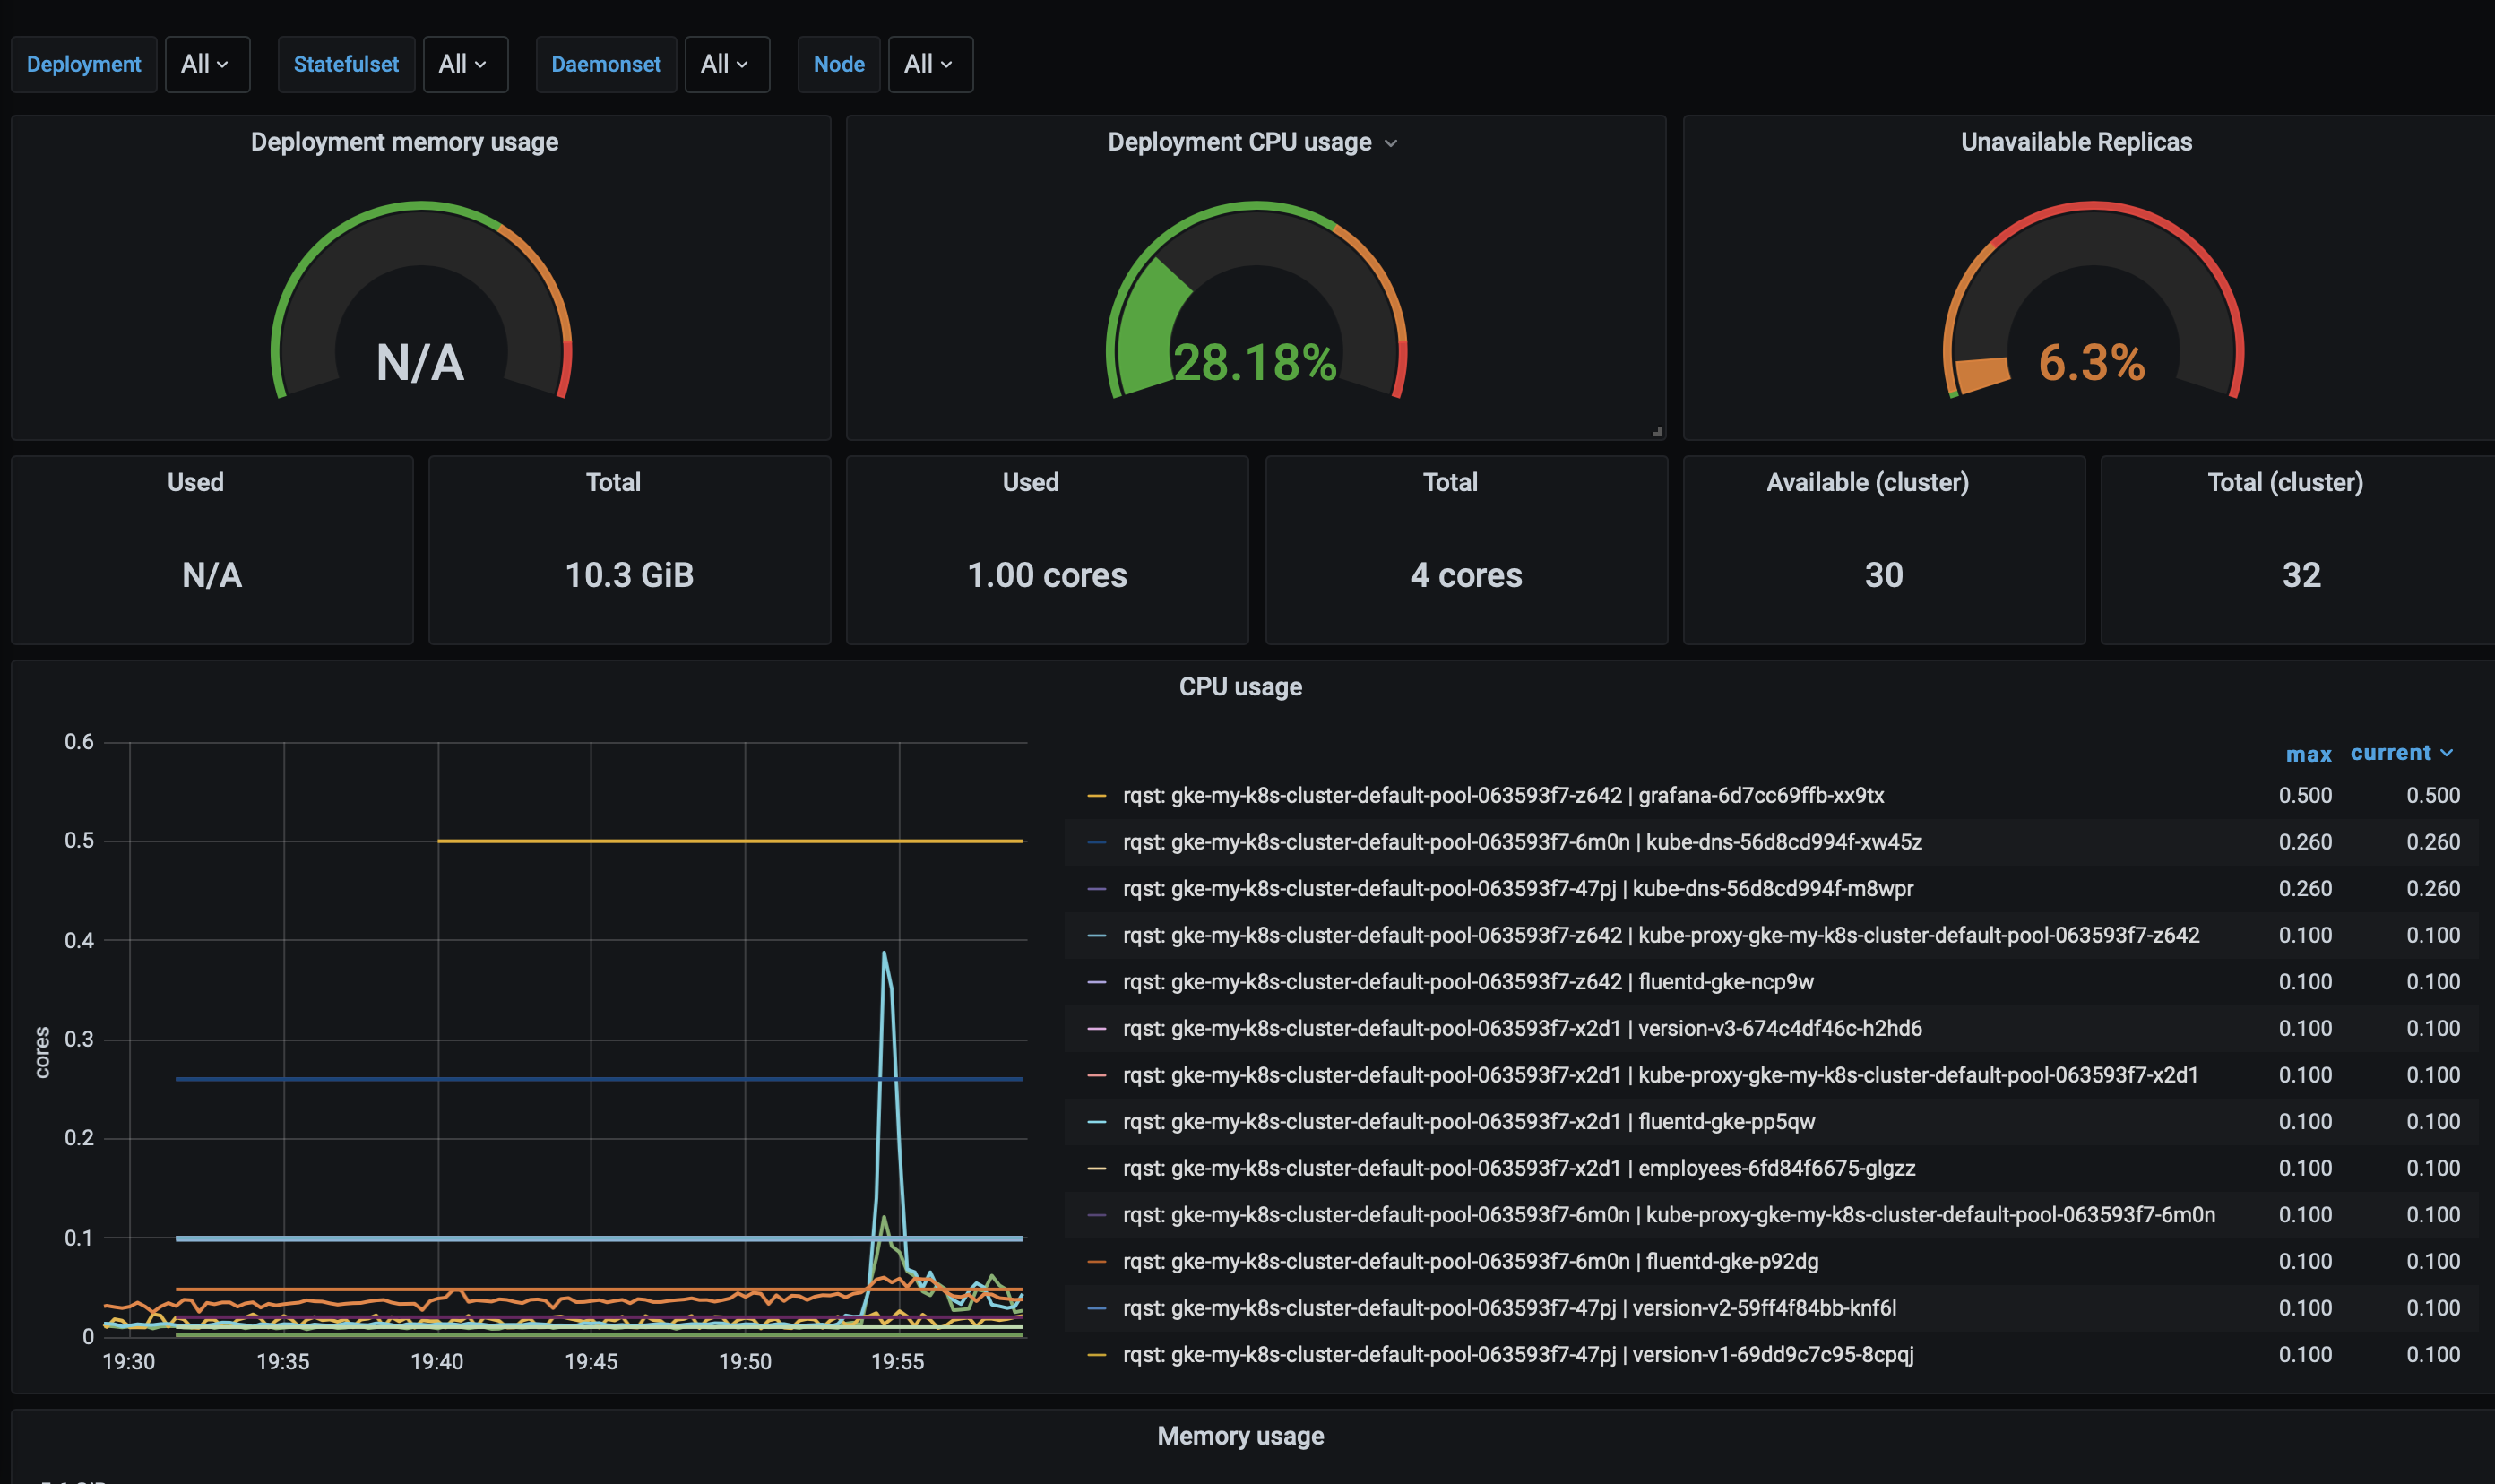 Deployment All Statefulset All Daemonset All Node All
Deployment memory usage
N/A
Deployment CPU usage
28.18%
Unavailable Replicas
6.3%
Used
N/A
Total
10.3 GiB
Used
1.00 cores
Total
4 cores
Available (cluster)
30
Total (cluster)
32
CPU usage
0.6
0.5
0.4
0.3
0.2
0.1
0
cores
19:30 19:35 19:40 19:45 19:50 19:55
max current
rqst: gke-my-k8s-cluster-default-pool-063593f7-z642 | grafana-6d7cc69ffb-xx9tx 0.500 0.500
rqst: gke-my-k8s-cluster-default-pool-063593f7-6m0n | kube-dns-56d8cd994f-xw45z 0.260 0.260
rqst: gke-my-k8s-cluster-default-pool-063593f7-47pj | kube-dns-56d8cd994f-m8wpr 0.260 0.260
rqst: gke-my-k8s-cluster-default-pool-063593f7-z642 | kube-proxy-gke-my-k8s-cluster-default-pool-063593f7-z642 0.100 0.100
rqst: gke-my-k8s-cluster-default-pool-063593f7-z642 | fluentd-gke-ncp9w 0.100 0.100
rqst: gke-my-k8s-cluster-default-pool-063593f7-x2d1 | version-v3-674c4df46c-h2hd6 0.100 0.100
rqst: gke-my-k8s-cluster-default-pool-063593f7-x2d1 | kube-proxy-gke-my-k8s-cluster-default-pool-063593f7-x2d1 0.100 0.100
rqst: gke-my-k8s-cluster-default-pool-063593f7-x2d1 | fluentd-gke-pp5qw 0.100 0.100
rqst: gke-my-k8s-cluster-default-pool-063593f7-x2d1 | employees-6fd84f6675-glgzz 0.100 0.100
rqst: gke-my-k8s-cluster-default-pool-063593f7-6m0n | kube-proxy-gke-my-k8s-cluster-default-pool-063593f7-6m0n 0.100 0.100
rqst: gke-my-k8s-cluster-default-pool-063593f7-6m0n | fluentd-gke-p92dg 0.100 0.100
rqst: gke-my-k8s-cluster-default-pool-063593f7-47pj | version-v2-59ff4f84bb-knf6l 0.100 0.100
rqst: gke-my-k8s-cluster-default-pool-063593f7-47pj | version-v1-69dd9c7c95-8cpqj 0.100 0.100
Memory usage